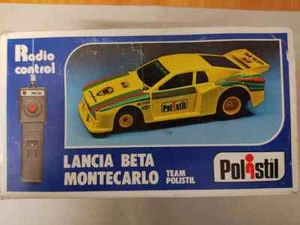 Radio
control
POLISTIL
LANCIA BETA
MONTECARLO TEAM
POLISTIL
Polistil